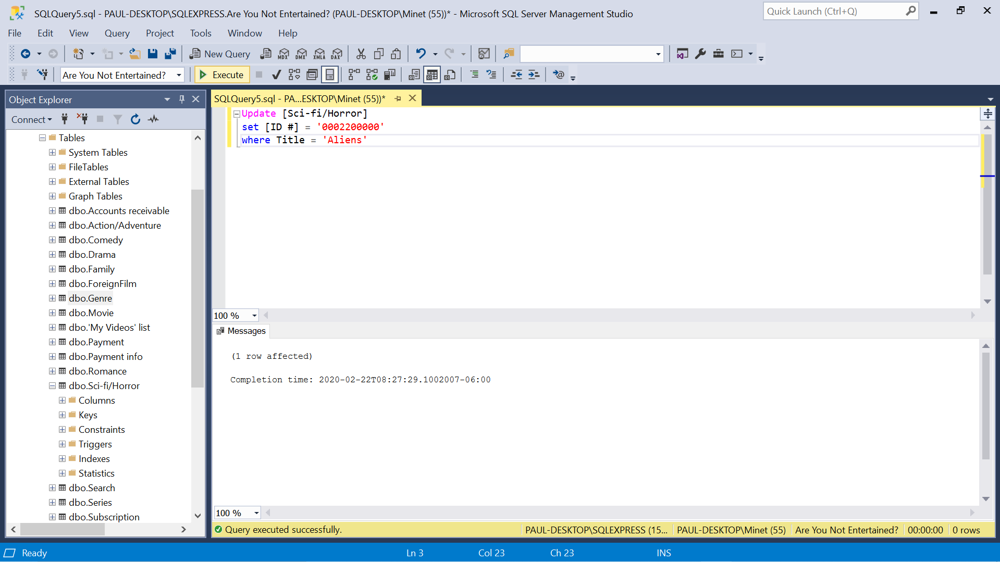 SQLQuery5.sql - PAUL-DESKTOP\SQLEXPRESS.Are You Not Entertained? (PAUL-DESKTOP\Minet (55))* - Microsoft SQL Server Management Studio
Quick Launch (Ctrl+Q)
File Edit View Query Project Tools Window Help
New Query MDX DMX XMLA DAX
Are You Not Entertained? Execute
Object Explorer
Connect
Tables
System Tables
FileTables
External Tables
Graph Tables
dbo.Accounts receivable
dbo.Action/Adventure
dbo.Comedy
dbo.Drama
dbo.Family
dbo.ForeignFilm
dbo.Genre
dbo.Movie
dbo.'My Videos' list
dbo.Payment
dbo.Payment info
dbo.Romance
dbo.Sci-fi/Horror
Columns
Keys
Constraints
Triggers
Indexes
Statistics
dbo.Search
dbo.Series
dbo.Subscription
SQLQuery5.sql - PA...ESKTOP\Minet (55))*
Update [Sci-fi/Horror]
set [ID #] = '0002200000'
where Title = 'Aliens'
100 %
Messages
(1 row affected)
Completion time: 2020-02-22T08:27:29.1002007-06:00
100 %
Query executed successfully. PAUL-DESKTOP\SQLEXPRESS (15... PAUL-DESKTOP\Minet (55) Are You Not Entertained? 00:00:00 0 rows
Ready Ln 3 Col 23 Ch 23 INS